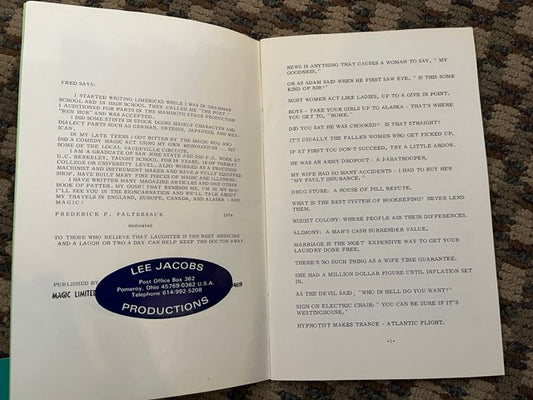 FRED SAYS:
I STARTED WRITING LIMERICKS WHILE I WAS IN GRAMMAR
SCHOOL AND IN HIGH SCHOOL THEY CALLED ME "THE POET."
I AUDITIONED FOR PARTS IN THE MAMMOTH STAGE PRODUCTION
"BEN HUR" AND WAS ACCEPTED.
I DID SOME STINTS IN STOCK DOING MAINLY CHARACTER AND
DIALECT PARTS SUCH AS GERMAN, SWEDISH, JAPANESE, AND MEX-
ICAN.
IN MY LATE TEENS I GOT BITTEN BY THE MAGIC BUG AND
DID A COMEDY MAGIC ACT USING MY OWN MONOLOGUES - MY
SOME OF THE LOCAL VAUDEVILLE CIRCUITS.
I AM A GRADUATE OF SAN JOSE STATE AND DID P.G. WORK AT
U.C. BERKELEY, TAUGHT SCHOOL FOR 18 YEARS, 10 OF THEM AT
COLLEGE OR UNIVERSITY LEVEL. ALSO WORKED AS A PRECISION
MACHINIST AND INSTRUMENT MAKER AND HAVE A FULLY EQUIPPED
SHOP. HAVE BUILT MANY FINE PIECES OF MAGIC AND ILLUSIONS.
I HAVE WRITTEN MANY MAGAZINE ARTICLES AND ONE OTHER
BOOK OF PATTER. MY GOSH! THAT REMINDS ME, I'M IN MY
I'LL SEE YOU IN THE REINCARNATION AND WE'LL TALK ABOUT
MY TRAVELS IN ENGLAND, EUROPE, CANADA, AND ALASKA - AND
MAGIC!
FREDERICK P. FALTERSACK 1974
dedicated
TO THOSE WHO BELIEVE THAT LAUGHTER IS THE BEST MEDICINE
AND A LAUGH OR TWO A DAY CAN HELP KEEP THE DOCTOR AWAY.
PUBLISHED BY
MAGIC LIMITED
LEE JACOBS
Post Office Box 362
Pomeroy, Ohio 45769-0362 U.S.A.
Telephone 614/992-5208
PRODUCTIONS
NEWS IS ANYTHING THAT CAUSES A WOMAN TO SAY, "MY
GOODNESS."
OR AS ADAM SAID WHEN HE FIRST SAW EVE, "IS THIS SOME
KIND OF RIB?"
MOST WOMEN ACT LIKE LADIES, UP TO A GIVE IN POINT.
BOYS - TAKE YOUR GIRLS UP TO ALASKA - THAT'S WHERE
YOU GET TO, "NOME."
DID YOU SAY HE WAS CROOKED? IS THAT STRAIGHT?
IT'S USUALLY THE FALLEN WOMEN WHO GET PICKED UP.
IF AT FIRST YOU DON'T SUCCEED, TRY A LITTLE ARDOR.
HE WAS AN ARMY DROPOUT - A PARATROOPER.
MY WIFE HAD SO MANY ACCIDENTS - I HAD TO BUY HER
"MY FAULT INSURANCE."
DRUG STORE: A HOUSE OF PILL REPUTE.
WHAT IS THE BEST SYSTEM OF BOOKEEPING? NEVER LEND
THEM.
NUDIST COLONY: WHERE PEOPLE AIR THEIR DIFFERENCES.
ALIMONY: A MAN'S CASH SURRENDER VALUE.
MARRIAGE IS THE MOST EXPENSIVE WAY TO GET YOUR
LAUNDRY DONE FREE.
THERE'S NO SUCH THING AS WIFE TIME GUARANTEE.
SHE HAD A MILLION DOLLAR FIGURE UNTIL INFLATION SET
IN.
AS THE DEVIL SAID, "WHO IN HELL DO YOU WANT?"
SIGN ON ELECTRIC CHAIR: "YOU CAN BE SURE IF IT'S
WESTINGHOUSE."
HYPNOTIST MAKES TRANCE - ATLANTIC FLIGHT.
-1-